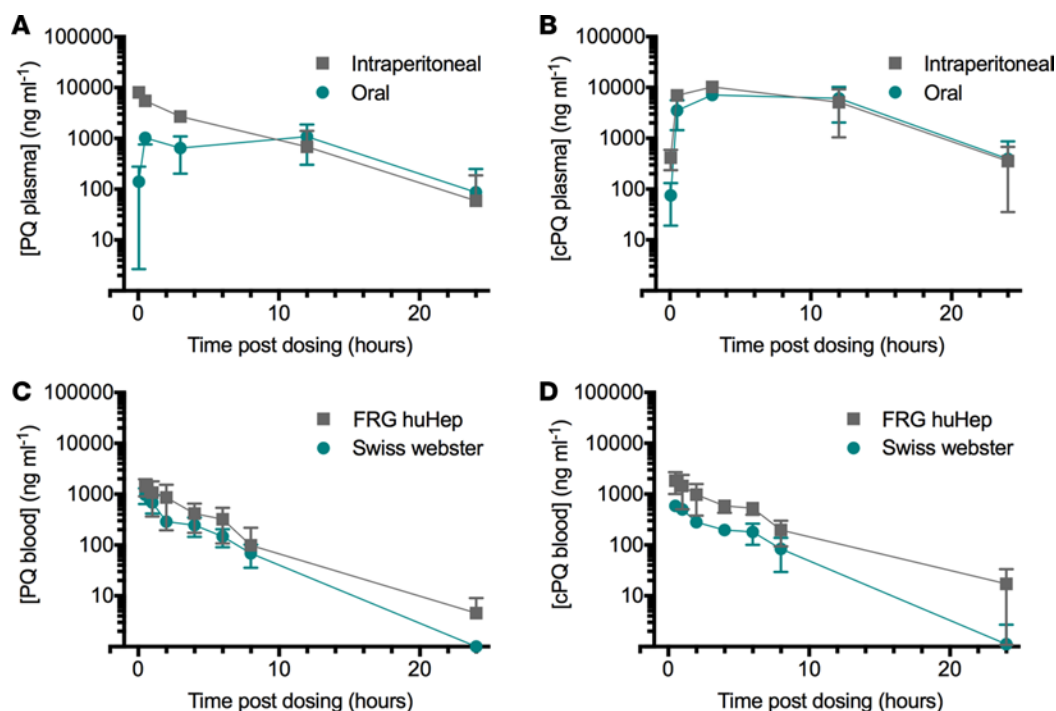 A
100000
10000
1000
100
10
[PQ plasma] (ng ml⁻¹)
Intraperitoneal
Oral
0
10
20
Time post dosing (hours)
B
100000
10000
1000
100
10
[cPQ plasma] (ng ml⁻¹)
Intraperitoneal
Oral
0
10
20
Time post dosing (hours)
C
100000
10000
1000
100
10
[PQ blood] (ng ml⁻¹)
FRG huHep
Swiss webster
0
10
20
Time post dosing (hours)
D
100000
10000
1000
100
10
[cPQ blood] (ng ml⁻¹)
FRG huHep
Swiss webster
0
10
20
Time post dosing (hours)